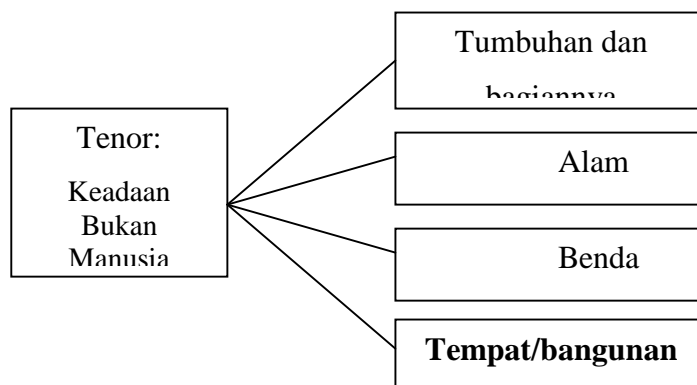 Tenor:
Keadaan
Bukan
Manusia
Tumbuhan dan
bagiannya
Alam
Benda
Tempat/bangunan